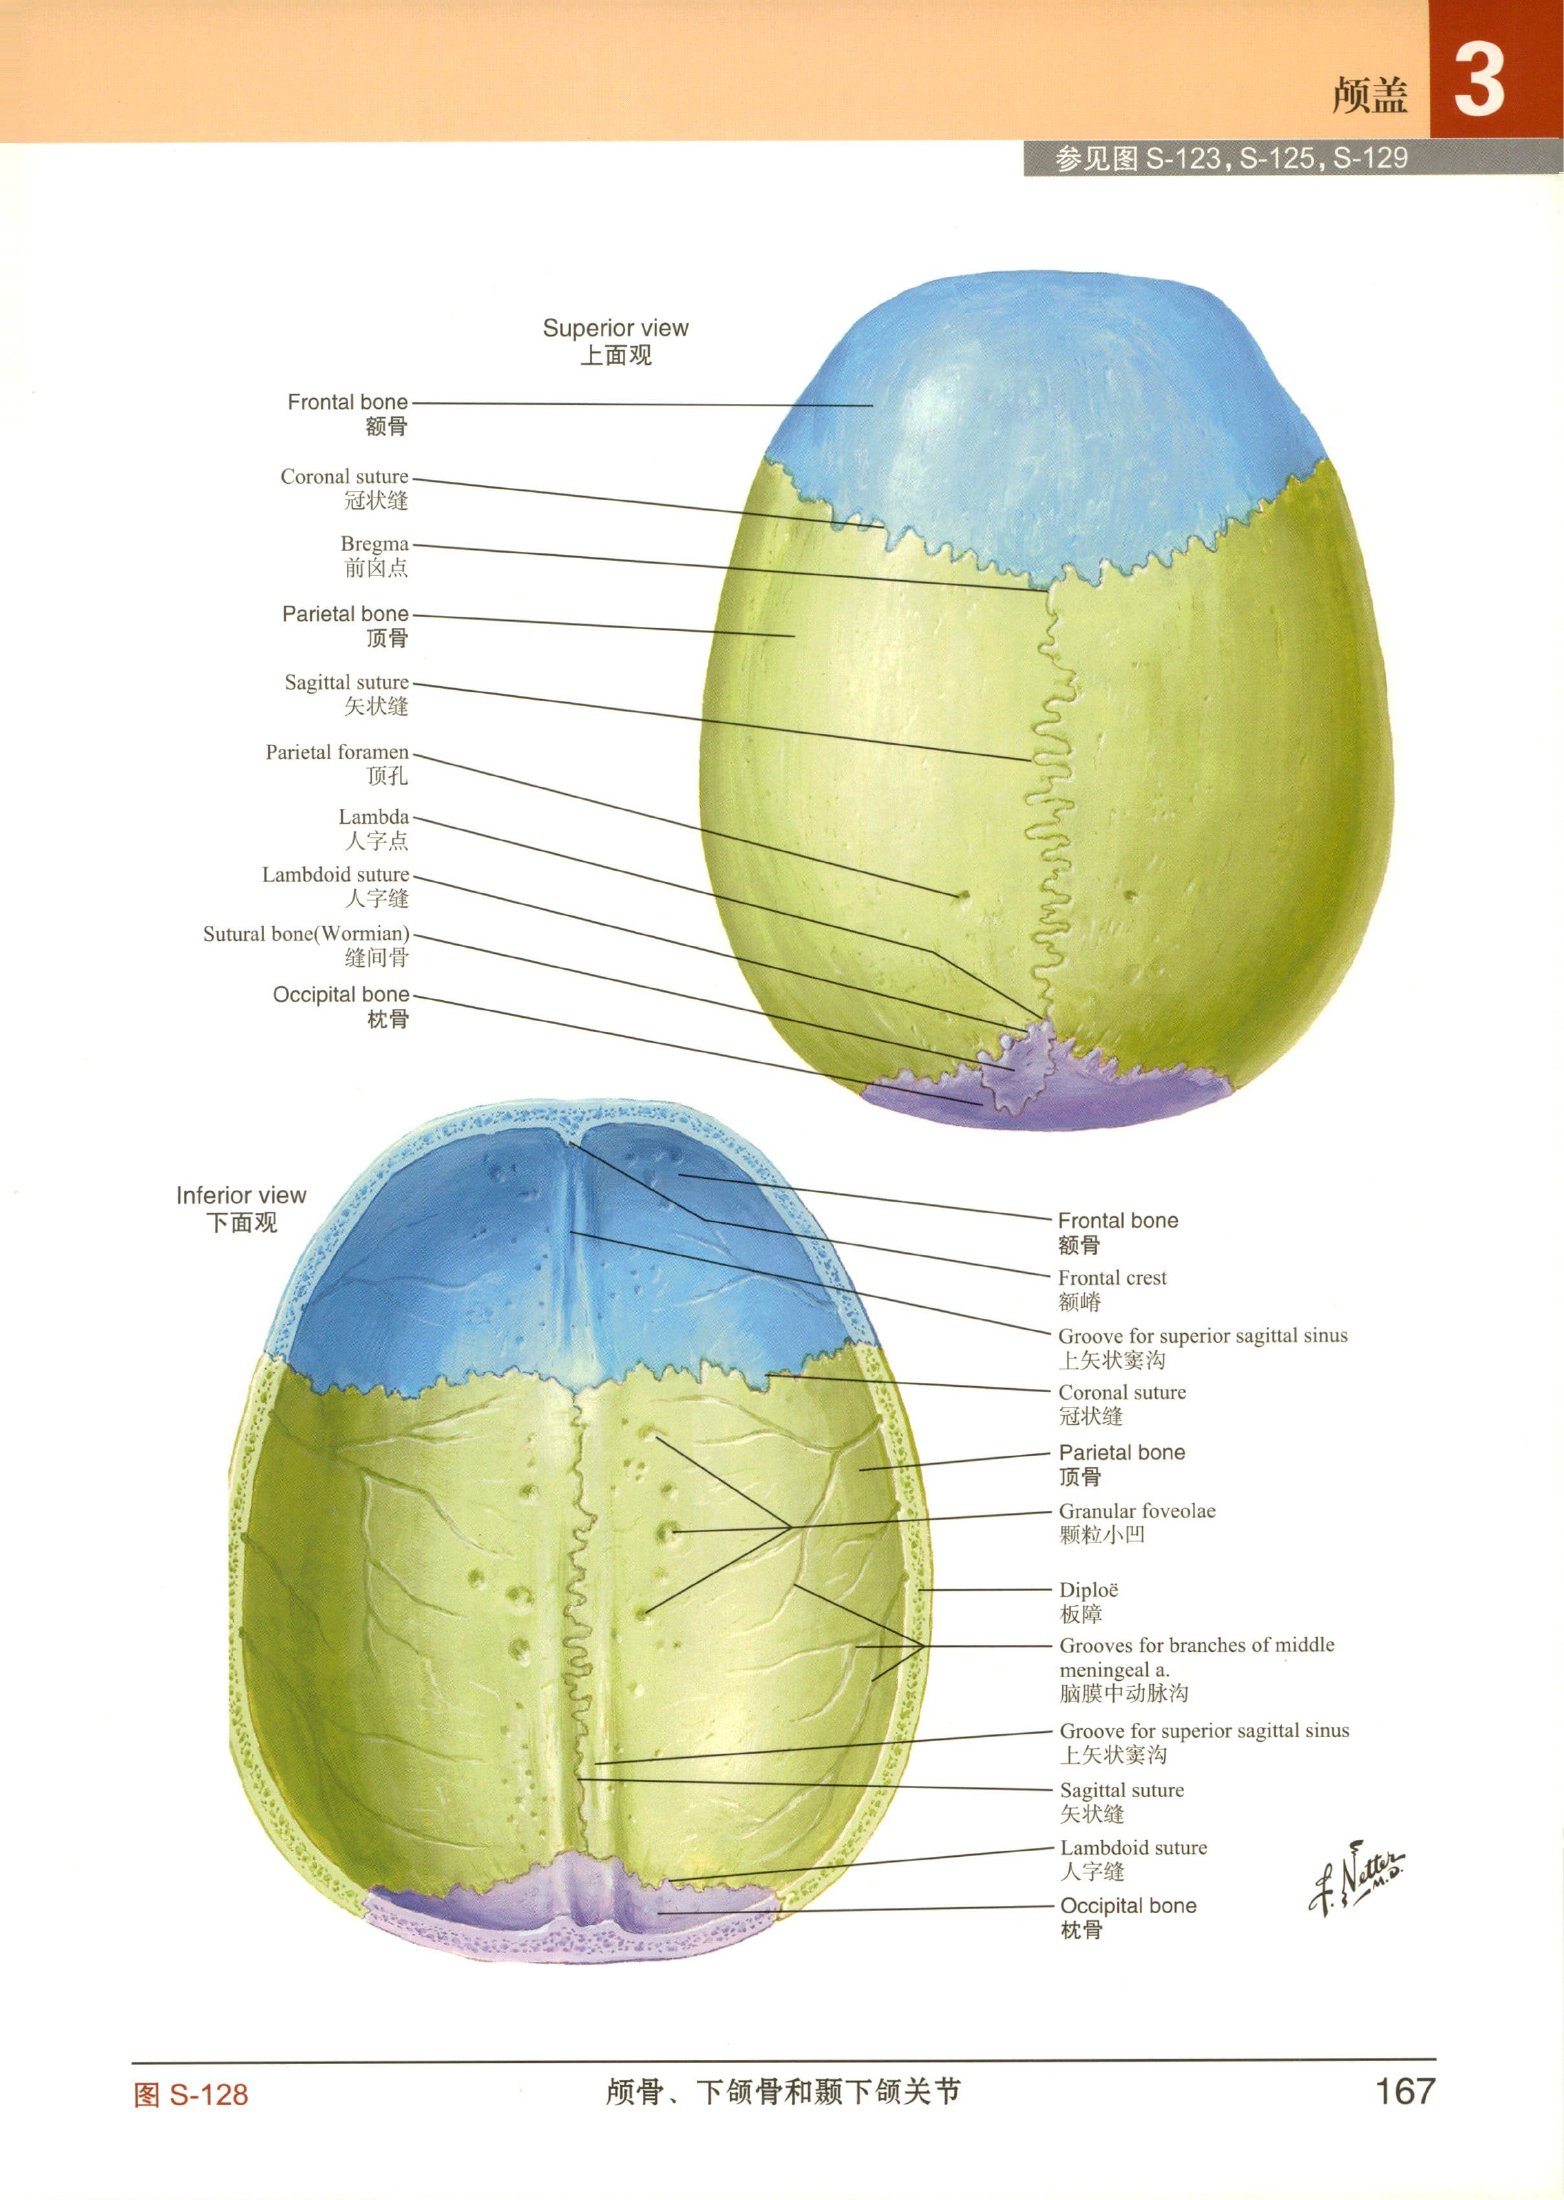 颅盖
3
参见图 S-123, S-125, S-129
Superior view
上面观
Frontal bone
额骨
Coronal suture
冠状缝
Bregma
前囟点
Parietal bone
顶骨
Sagittal suture
矢状缝
Parietal foramen
顶孔
Lambda
人字点
Lambdoid suture
人字缝
Sutural bone(Wormian)
缝间骨
Occipital bone
枕骨
Inferior view
下面观
Frontal bone
额骨
Frontal crest
额嵴
Groove for superior sagittal sinus
上矢状窦沟
Coronal suture
冠状缝
Parietal bone
顶骨
Granular foveolae
颗粒小凹
Diploë
板障
Grooves for branches of middle
meningeal a.
脑膜中动脉沟
Groove for superior sagittal sinus
上矢状窦沟
Sagittal suture
矢状缝
Lambdoid suture
人字缝
Occipital bone
枕骨
F. Netter
M.D.
图 S-128
颅骨、下颌骨和颞下颌关节
167